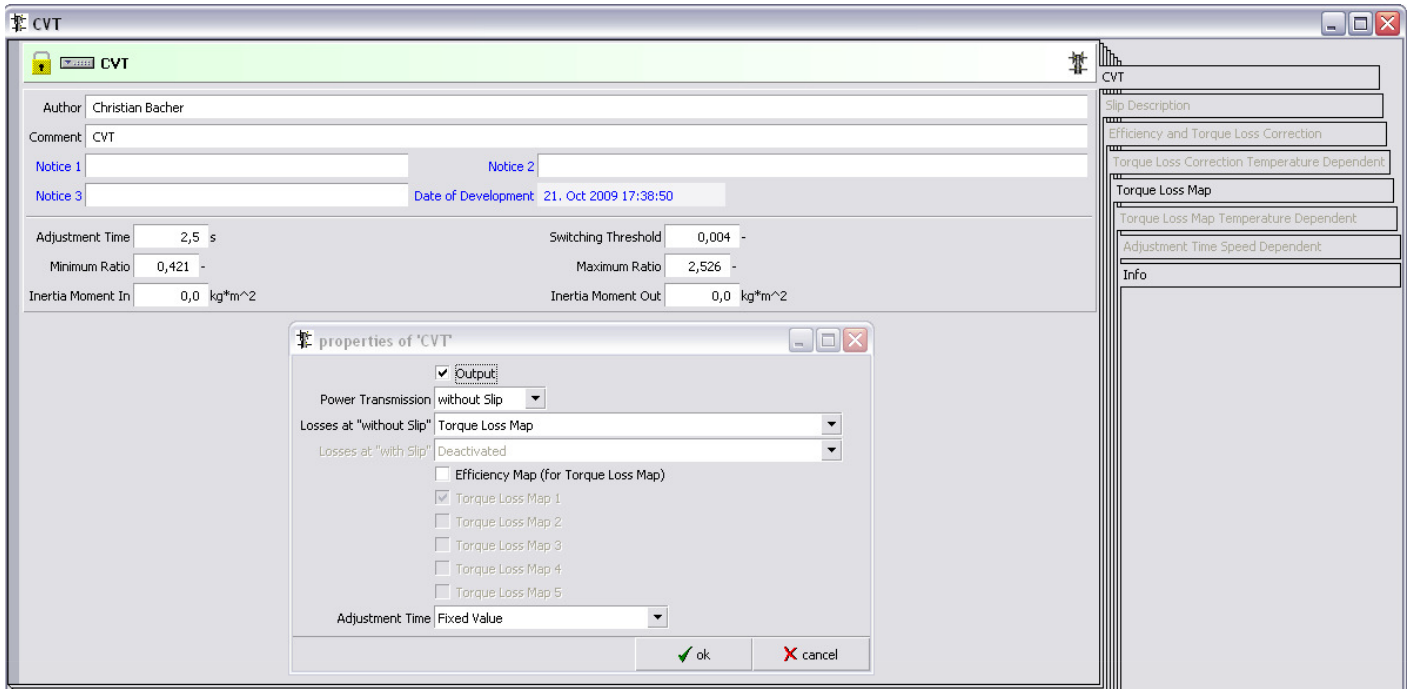 CVT
CVT
Author Christian Bacher
Comment CVT
Notice 1 Notice 2
Notice 3 Date of Development 21. Oct 2009 17:38:50
Adjustment Time 2,5 s Switching Threshold 0,004 -
Minimum Ratio 0,421 - Maximum Ratio 2,526 -
Inertia Moment In 0,0 kg*m^2 Inertia Moment Out 0,0 kg*m^2
properties of 'CVT'
Output
Power Transmission without Slip
Losses at "without Slip" Torque Loss Map
Losses at "with Slip" Deactivated
Efficiency Map (for Torque Loss Map)
Torque Loss Map 1
Torque Loss Map 2
Torque Loss Map 3
Torque Loss Map 4
Torque Loss Map 5
Adjustment Time Fixed Value
ok cancel
CVT
Slip Description
Efficiency and Torque Loss Correction
Torque Loss Correction Temperature Dependent
Torque Loss Map
Torque Loss Map Temperature Dependent
Adjustment Time Speed Dependent
Info